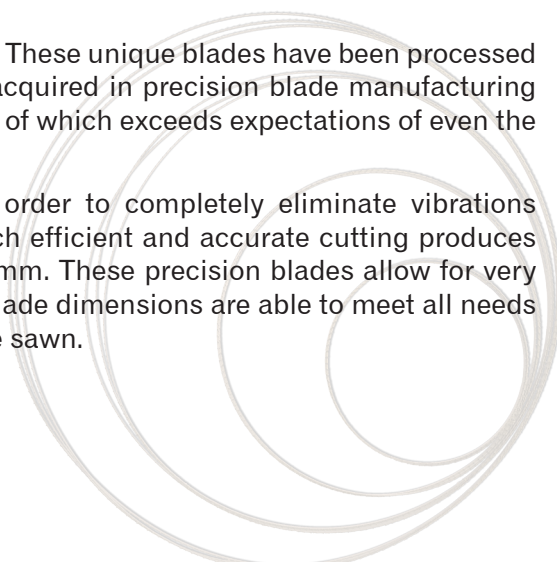 These unique blades have been processed
acquired in precision blade manufacturing
of which exceeds expectations of even the
order to completely eliminate vibrations
efficient and accurate cutting produces
mm. These precision blades allow for very
dimensions are able to meet all needs
sawn.